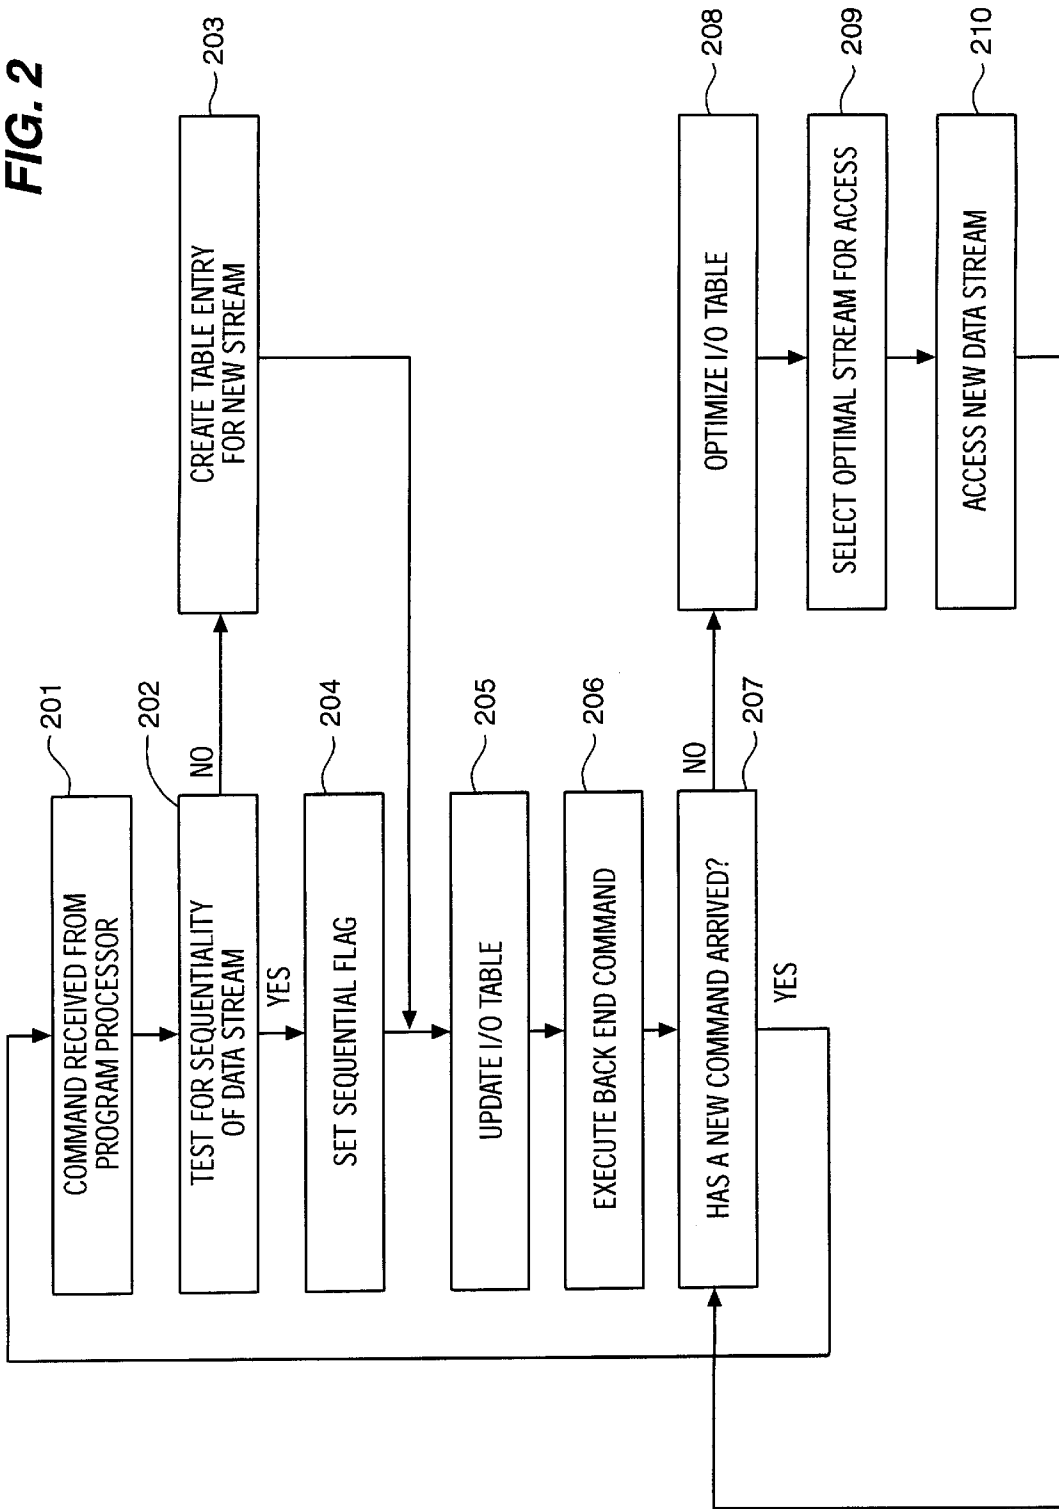 FIG. 2
201
COMMAND RECEIVED FROM
PROGRAM PROCESSOR
202
TEST FOR SEQUENTIALITY
OF DATA STREAM
NO
YES
203
CREATE TABLE ENTRY
FOR NEW STREAM
204
SET SEQUENTIAL FLAG
205
UPDATE I/O TABLE
206
EXECUTE BACK END COMMAND
207
HAS A NEW COMMAND ARRIVED?
NO
YES
208
OPTIMIZE I/O TABLE
209
SELECT OPTIMAL STREAM FOR ACCESS
210
ACCESS NEW DATA STREAM